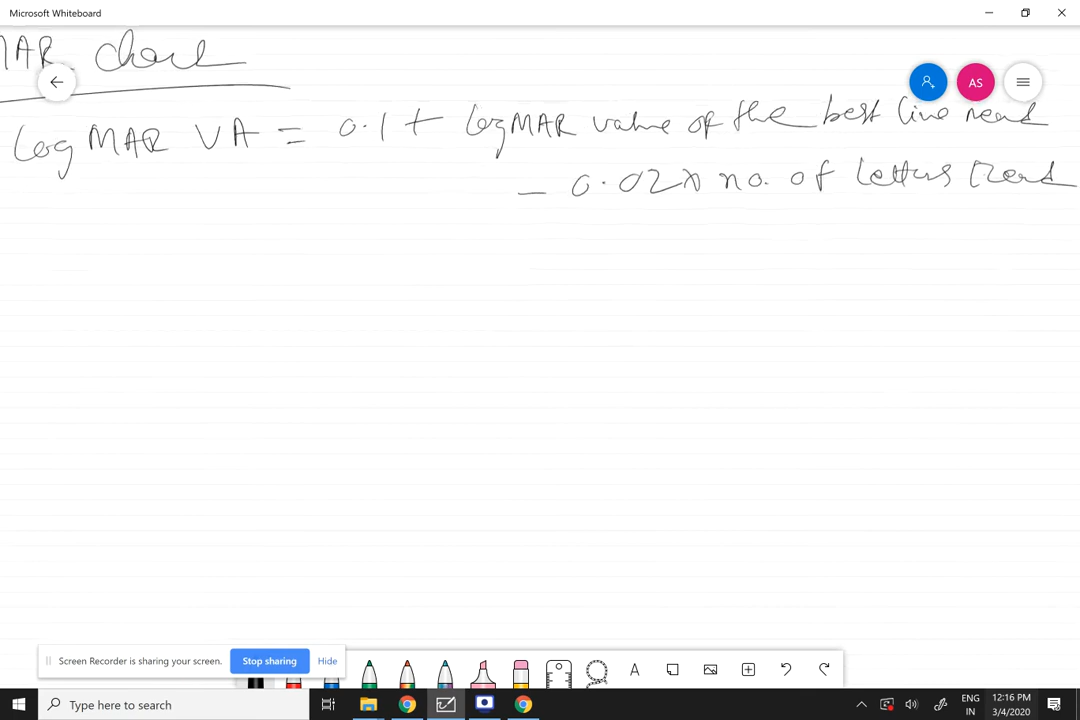 Microsoft Whiteboard
MAR chart
AS
LogMAR VA = 0.1 + LogMAR value of the best line read
- 0.02 x no. of letters read
Screen Recorder is sharing your screen. Stop sharing Hide
A
Type here to search
ENG
IN
12:16 PM
3/4/2020